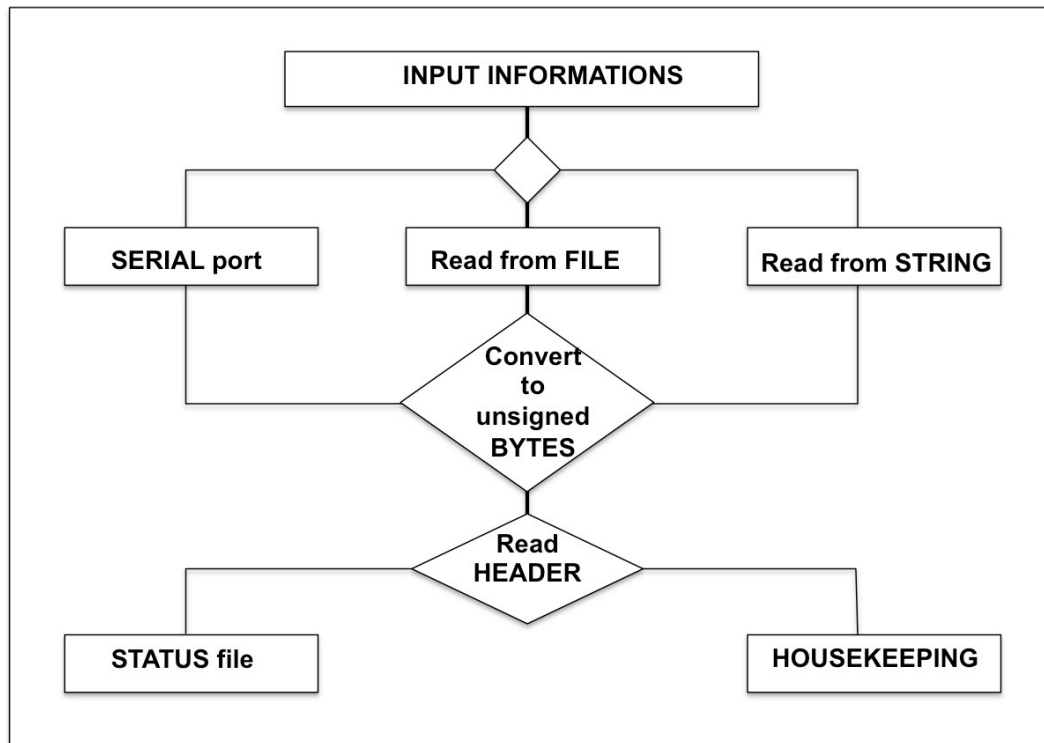 INPUT INFORMATIONS
SERIAL port
Read from FILE
Read from STRING
Convert
to
unsigned
BYTES
Read
HEADER
STATUS file
HOUSEKEEPING